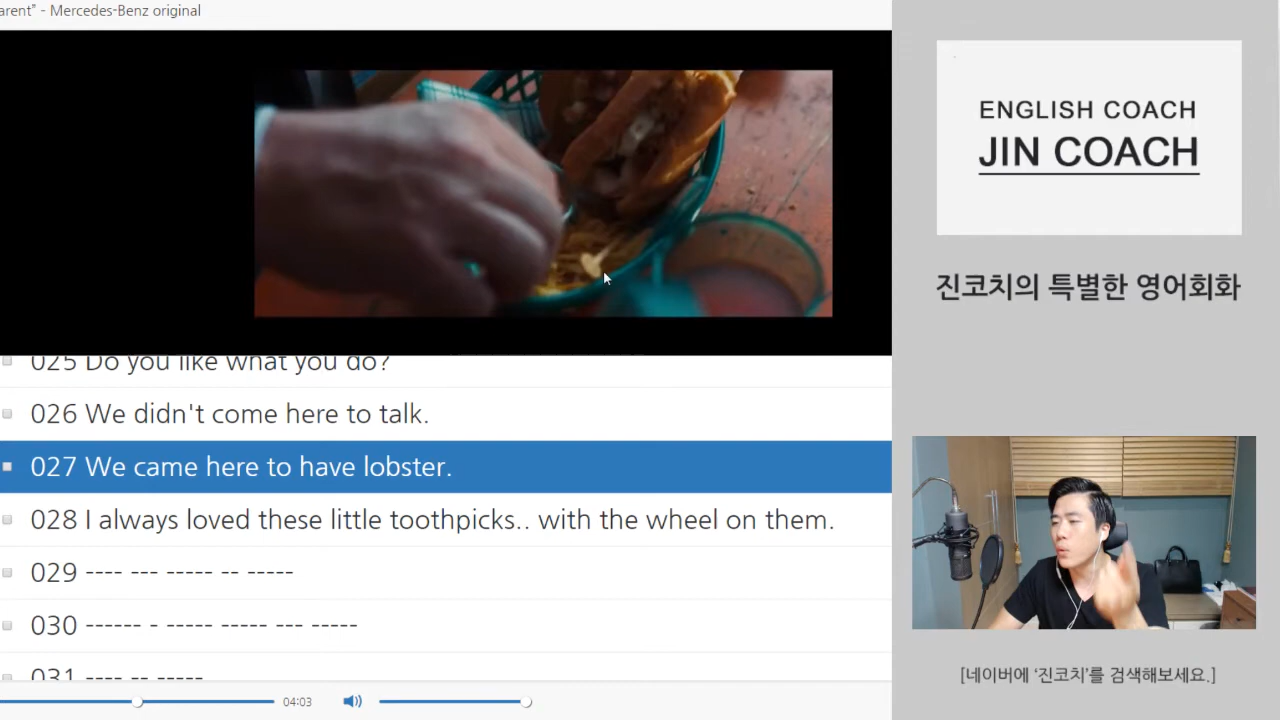 arent” - Mercedes-Benz original
025 Do you like what you do?
026 We didn't come here to talk.
027 We came here to have lobster.
028 I always loved these little toothpicks.. with the wheel on them.
029 ---- --- ----- -- -----
030 ------ - ----- ----- --- -----
031 ---- -- -----
04:03
ENGLISH COACH
JIN COACH
진코치의 특별한 영어회화
[네이버에 ‘진코치’를 검색해보세요.]